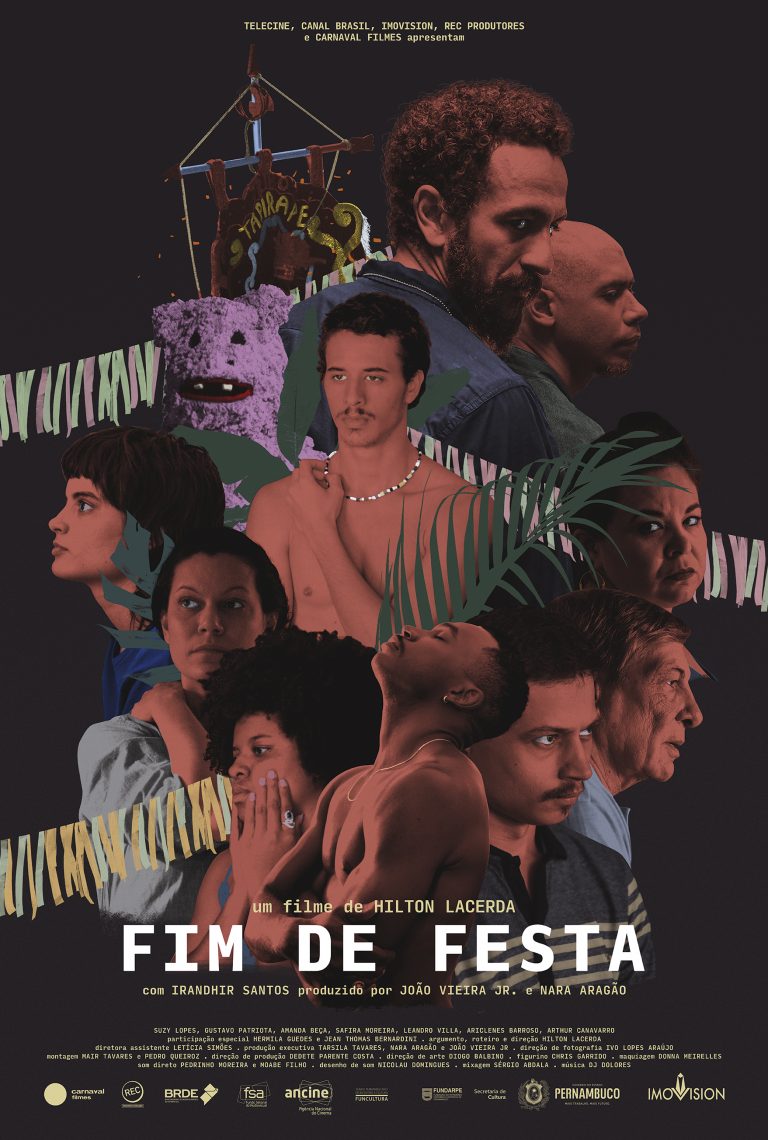 TELECINE, CANAL BRASIL, IMOVISION, REC PRODUTORES
e CARNAVAL FILMES apresentam
TAPIRAPÉ
um filme de HILTON LACERDA
FIM DE FESTA
com IRANDHIR SANTOS produzido por JOÃO VIEIRA JR. e NARA ARAGÃO
SUZY LOPES, GUSTAVO PATRIOTA, AMANDA BEÇA, SAFIRA MOREIRA, LEANDRO VILLA, ARICLENES BARROSO, ARTHUR CANAVARRO
participação especial HERMILA GUEDES e JEAN THOMAS BERNARDINI . argumento, roteiro e direção HILTON LACERDA
diretora assistente LETÍCIA SIMÕES . produção executiva TARSILA TAVARES, NARA ARAGÃO e JOÃO VIEIRA JR . direção de fotografia IVO LOPES ARAÚJO
montagem MAIR TAVARES e PEDRO QUEIROZ . direção de produção DEDETE PARENTE COSTA . direção de arte DIOGO BALBINO . figurino CHRIS GARRIDO . maquiagem DONNA MEIRELLES
som direto PEDRINHO MOREIRA e MOABE FILHO . desenho de som NICOLAU DOMINGUES . mixagem SÉRGIO ABDALA . música DJ DOLORES
carnaval filmes
REC
BRDE
fsa
ancine
Agência Nacional do Cinema
FUNCULTURA
FUNDARPE
Secretaria de Cultura
PERNAMBUCO
IMOVISION